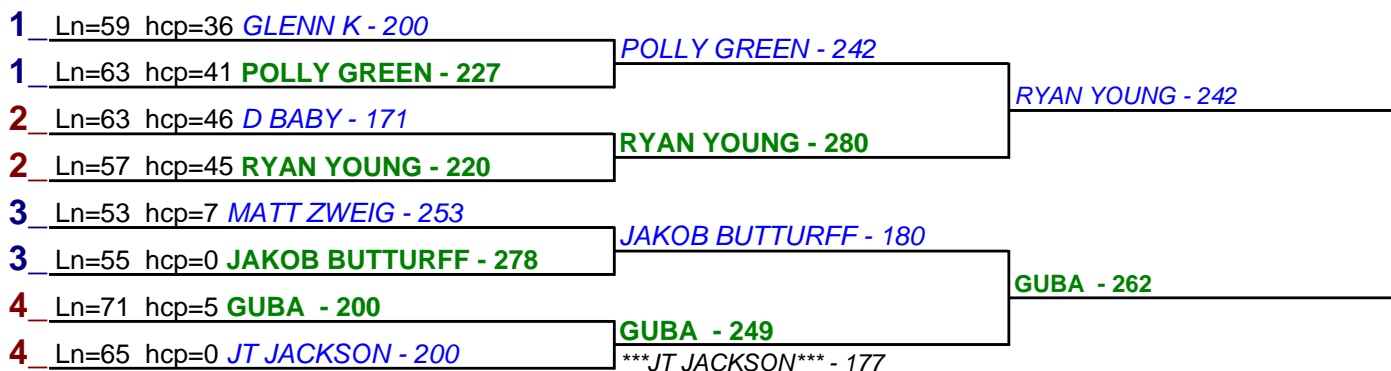 1_ Ln=59 hcp=36 GLENN K - 200
POLLY GREEN - 242
1_ Ln=63 hcp=41 POLLY GREEN - 227
RYAN YOUNG - 242
2_ Ln=63 hcp=46 D BABY - 171
RYAN YOUNG - 280
2_ Ln=57 hcp=45 RYAN YOUNG - 220
3_ Ln=53 hcp=7 MATT ZWEIG - 253
JAKOB BUTTURFF - 180
3_ Ln=55 hcp=0 JAKOB BUTTURFF - 278
GUBA - 262
4_ Ln=71 hcp=5 GUBA - 200
GUBA - 249
4_ Ln=65 hcp=0 JT JACKSON - 200
***JT JACKSON*** - 177